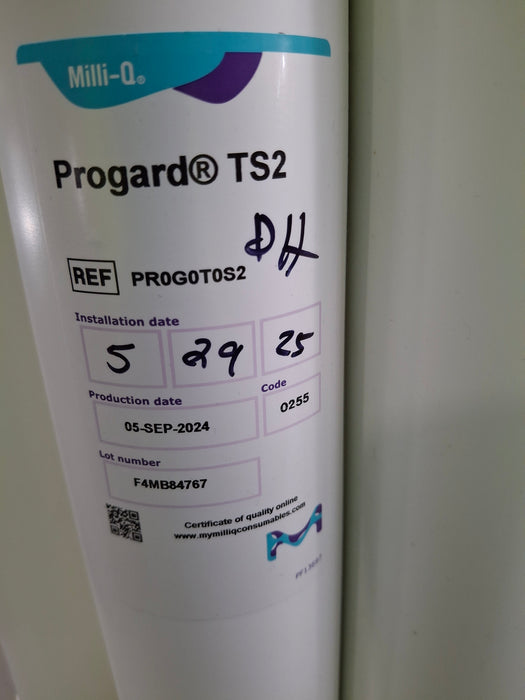 Milli-Q®
Progard® TS2
DH
REF PR0G0T0S2
Installation date
5 29 25
Production date
Code
05-SEP-2024
0255
Lot number
F4MB84767
Certificate of quality online
www.mymilliqconsumables.com